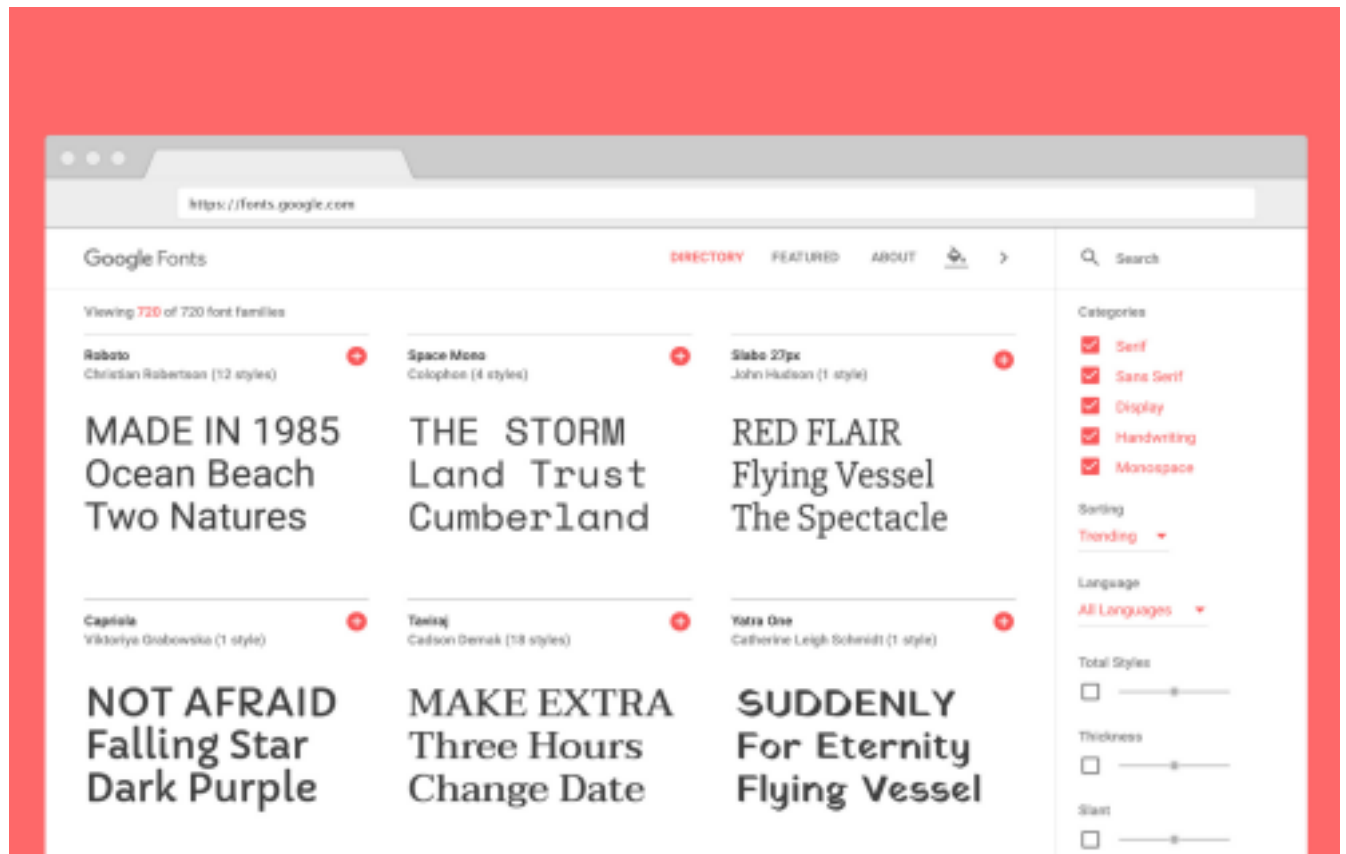 https://fonts.google.com
Google Fonts
DIRECTORY FEATURED ABOUT
Search
Viewing 720 of 720 font families
Roboto
Christian Robertson (12 styles)
MADE IN 1985
Ocean Beach
Two Natures
Space Mono
Colophon (4 styles)
THE STORM
Land Trust
Cumberland
Slabo 27px
John Hudson (1 style)
RED FLAIR
Flying Vessel
The Spectacle
Capriola
Viktoriya Grabowska (1 style)
NOT AFRAID
Falling Star
Dark Purple
Taviraj
Cadson Demak (18 styles)
MAKE EXTRA
Three Hours
Change Date
Yatra One
Catherine Leigh Schmidt (1 style)
SUDDENLY
For Eternity
Flying Vessel
Categories
Serif
Sans Serif
Display
Handwriting
Monospace
Sorting
Trending
Language
All Languages
Total Styles
Thickness
Slant